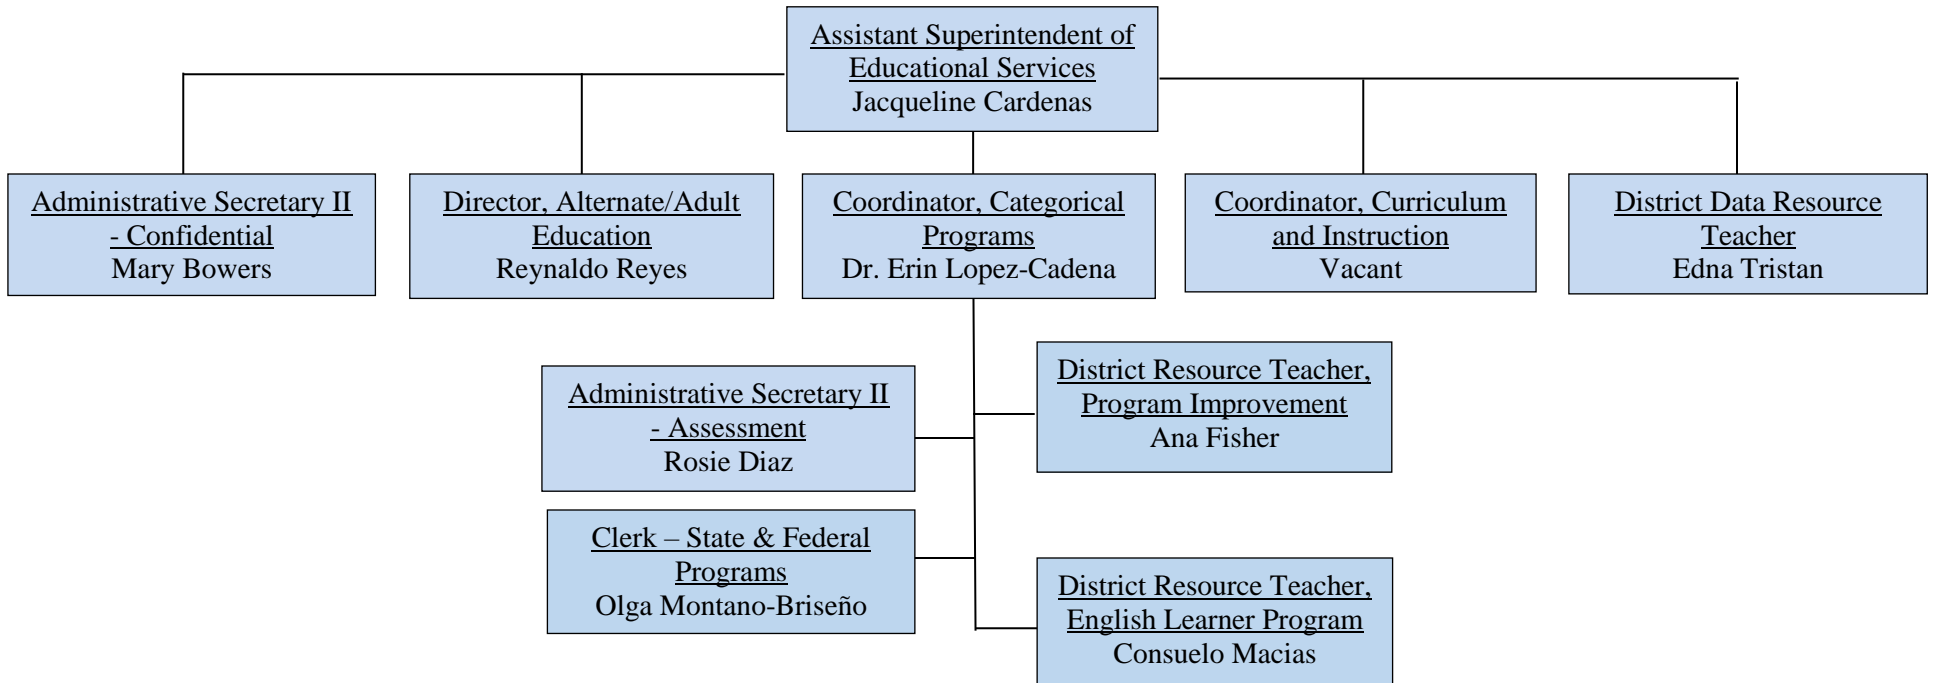 Assistant Superintendent of
Educational Services
Jacqueline Cardenas
Administrative Secretary II
- Confidential
Mary Bowers
Director, Alternate/Adult
Education
Reynaldo Reyes
Coordinator, Categorical
Programs
Dr. Erin Lopez-Cadena
Coordinator, Curriculum
and Instruction
Vacant
District Data Resource
Teacher
Edna Tristan
Administrative Secretary II
- Assessment
Rosie Diaz
District Resource Teacher,
Program Improvement
Ana Fisher
Clerk – State & Federal
Programs
Olga Montano-Briseño
District Resource Teacher,
English Learner Program
Consuelo Macias